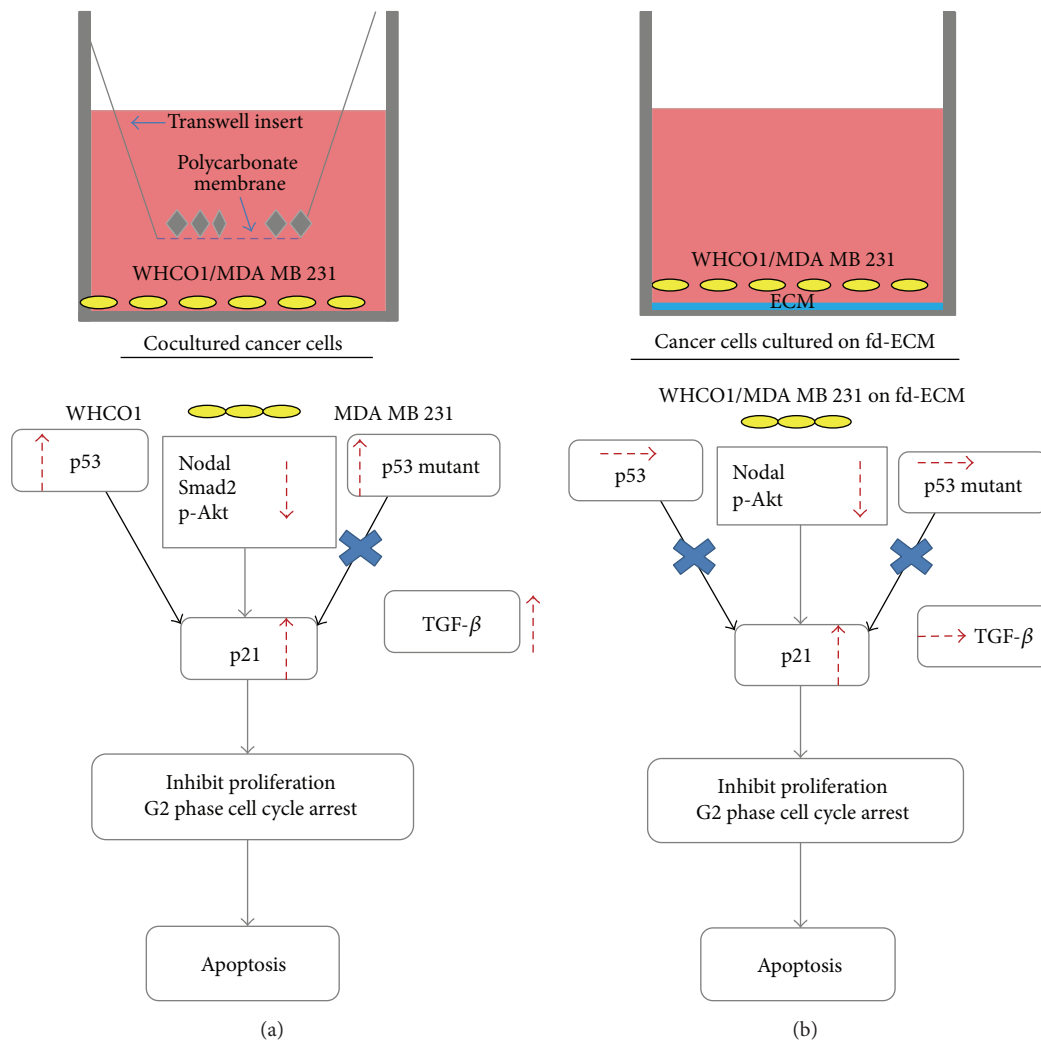 Transwell insert
Polycarbonate
membrane
WHCO1/MDA MB 231
Cocultured cancer cells
WHCO1
MDA MB 231
p53
Nodal
Smad2
p-Akt
p53 mutant
TGF-β
p21
Inhibit proliferation
G2 phase cell cycle arrest
Apoptosis
(a)
WHCO1/MDA MB 231
ECM
Cancer cells cultured on fd-ECM
WHCO1/MDA MB 231 on fd-ECM
p53
Nodal
p-Akt
p53 mutant
TGF-β
p21
Inhibit proliferation
G2 phase cell cycle arrest
Apoptosis
(b)